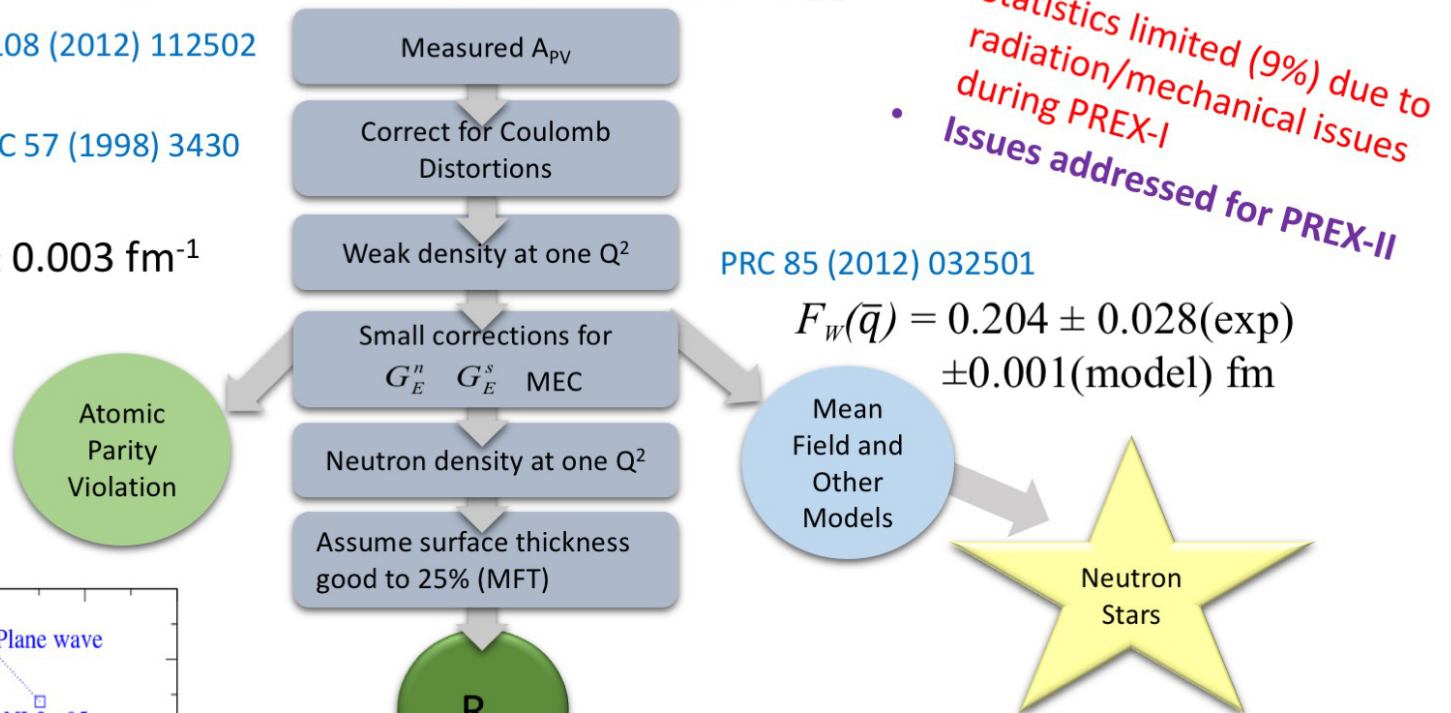 108 (2012) 112502
C 57 (1998) 3430
0.003 fm⁻¹
Measured A_PV
Correct for Coulomb
Distortions
Weak density at one Q²
Small corrections for
G_E^n G_E^s MEC
Neutron density at one Q²
Assume surface thickness
good to 25% (MFT)
R
Atomic
Parity
Violation
Statistics limited (9%) due to
radiation/mechanical issues
during PREX-I
• Issues addressed for PREX-II
PRC 85 (2012) 032501
F_W(q̅) = 0.204 ± 0.028(exp)
±0.001(model) fm
Mean
Field and
Other
Models
Neutron
Stars
Plane wave